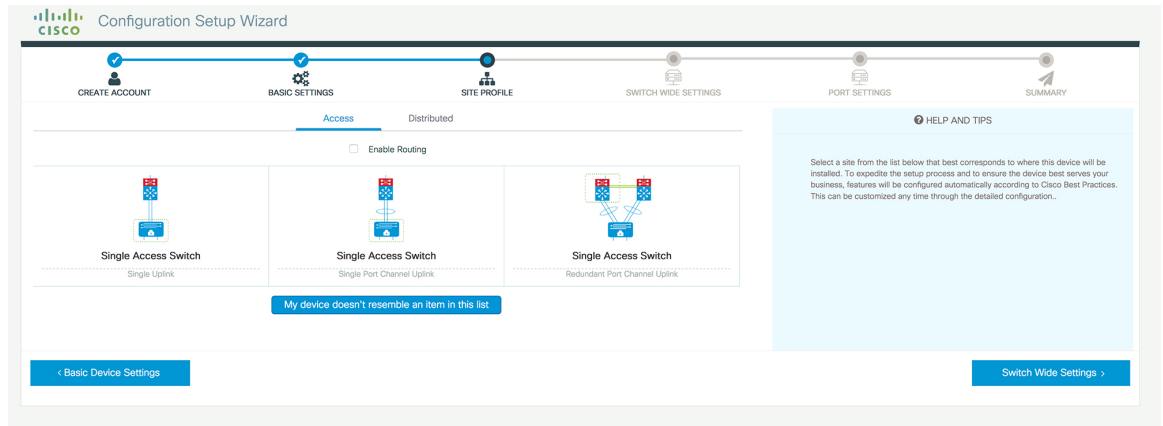 CISCO
Configuration Setup Wizard
CREATE ACCOUNT
BASIC SETTINGS
SITE PROFILE
SWITCH WIDE SETTINGS
PORT SETTINGS
SUMMARY
Access
Distributed
Enable Routing
Single Access Switch
Single Uplink
Single Access Switch
Single Port Channel Uplink
Single Access Switch
Redundant Port Channel Uplink
My device doesn't resemble an item in this list
? HELP AND TIPS
Select a site from the list below that best corresponds to where this device will be
installed. To expedite the setup process and to ensure the device best serves your
business, features will be configured automatically according to Cisco Best Practices.
This can be customized any time through the detailed configuration..
‹ Basic Device Settings
Switch Wide Settings ›